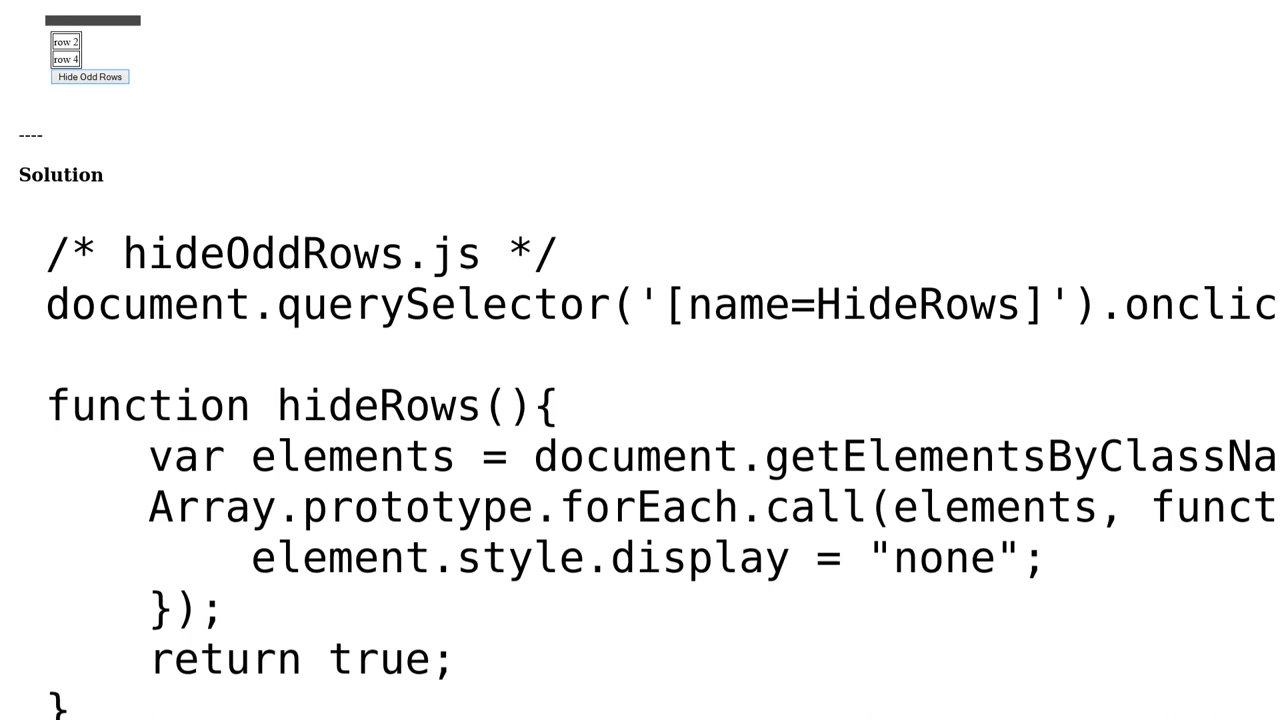 row 2
row 4
Hide Odd Rows
----
Solution
/* hideOddRows.js */
document.querySelector('[name=HideRows]').onclic
function hideRows(){
    var elements = document.getElementsByClassNa
    Array.prototype.forEach.call(elements, funct
        element.style.display = "none";
    });
    return true;
}